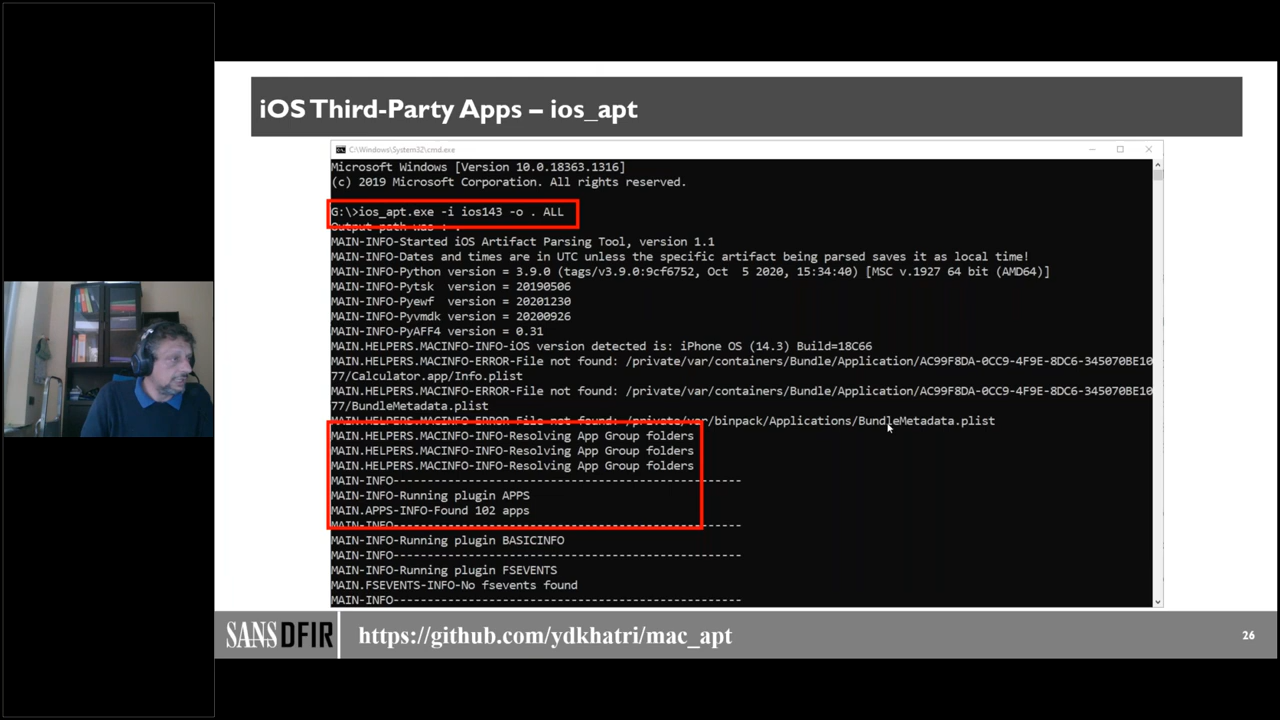 iOS Third-Party Apps – ios_apt
C:\Windows\System32\cmd.exe
Microsoft Windows [Version 10.0.18363.1316]
(c) 2019 Microsoft Corporation. All rights reserved.
G:\>ios_apt.exe -i ios143 -o . ALL
Output path was : .
MAIN-INFO-Started iOS Artifact Parsing Tool, version 1.1
MAIN-INFO-Dates and times are in UTC unless the specific artifact being parsed saves it as local time!
MAIN-INFO-Python version = 3.9.0 (tags/v3.9.0:9cf6752, Oct  5 2020, 15:34:40) [MSC v.1927 64 bit (AMD64)]
MAIN-INFO-Pytsk  version = 20190506
MAIN-INFO-Pyewf  version = 20201230
MAIN-INFO-Pyvmdk version = 20200926
MAIN-INFO-PyAFF4 version = 0.31
MAIN.HELPERS.MACINFO-INFO-iOS version detected is: iPhone OS (14.3) Build=18C66
MAIN.HELPERS.MACINFO-ERROR-File not found: /private/var/containers/Bundle/Application/AC99F8DA-0CC9-4F9E-8DC6-345070BE10
77/Calculator.app/Info.plist
MAIN.HELPERS.MACINFO-ERROR-File not found: /private/var/containers/Bundle/Application/AC99F8DA-0CC9-4F9E-8DC6-345070BE10
77/BundleMetadata.plist
MAIN.HELPERS.MACINFO-ERROR-File not found: /private/var/binpack/Applications/BundleMetadata.plist
MAIN.HELPERS.MACINFO-INFO-Resolving App Group folders
MAIN.HELPERS.MACINFO-INFO-Resolving App Group folders
MAIN.HELPERS.MACINFO-INFO-Resolving App Group folders
MAIN-INFO--------------------------------------------------
MAIN-INFO-Running plugin APPS
MAIN.APPS-INFO-Found 102 apps
MAIN-INFO--------------------------------------------------
MAIN-INFO-Running plugin BASICINFO
MAIN-INFO--------------------------------------------------
MAIN-INFO-Running plugin FSEVENTS
MAIN.FSEVENTS-INFO-No fsevents found
MAIN-INFO--------------------------------------------------
SANS DFIR
https://github.com/ydkhatri/mac_apt
26